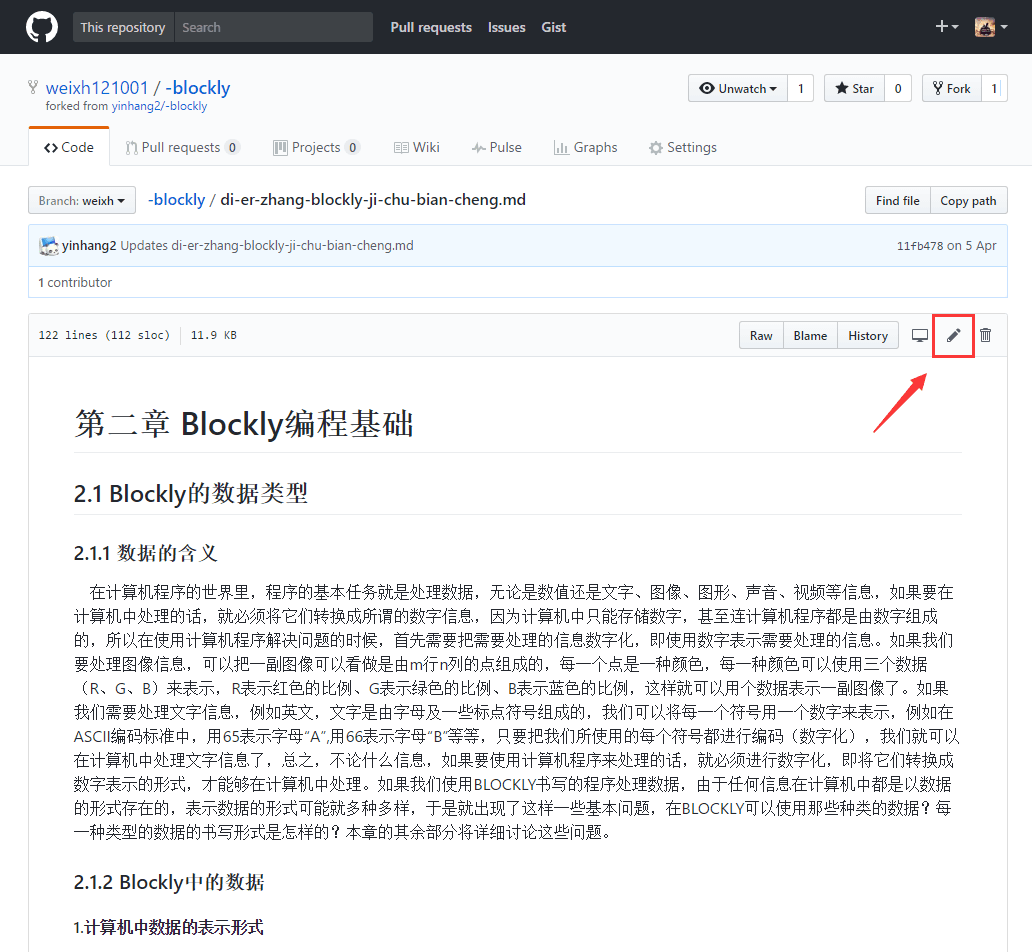 This repository Search Pull requests Issues Gist
weixh121001 / -blockly Unwatch 1 Star 0 Fork 1
forked from yinhang2/-blockly
Code Pull requests 0 Projects 0 Wiki Pulse Graphs Settings
Branch: weixh -blockly / di-er-zhang-blockly-ji-chu-bian-cheng.md Find file Copy path
yinhang2 Updates di-er-zhang-blockly-ji-chu-bian-cheng.md 11fb478 on 5 Apr
1 contributor
122 lines (112 sloc) 11.9 KB Raw Blame History
第二章 Blockly编程基础
2.1 Blockly的数据类型
2.1.1 数据的含义
在计算机程序的世界里，程序的基本任务就是处理数据，无论是数值还是文字、图像、图形、声音、视频等信息，如果要在
计算机中处理的话，就必须将它们转换成所谓的数字信息，因为计算机中只能存储数字，甚至连计算机程序都是由数字组成
的，所以在使用计算机程序解决问题的时候，首先需要把需要处理的信息数字化，即使用数字表示需要处理的信息。如果我们
要处理图像信息，可以把一副图像可以看做是由m行n列的点组成的，每一个点是一种颜色，每一种颜色可以使用三个数据
（R、G、B）来表示，R表示红色的比例、G表示绿色的比例、B表示蓝色的比例，这样就可以用个数据表示一副图像了。如果
我们需要处理文字信息，例如英文，文字是由字母及一些标点符号组成的，我们可以将每一个符号用一个数字来表示，例如在
ASCII编码标准中，用65表示字母“A”,用66表示字母“B”等等，只要把我们所使用的每个符号都进行编码（数字化），我们就可以
在计算机中处理文字信息了，总之，不论什么信息，如果要使用计算机程序来处理的话，就必须进行数字化，即将它们转换成
数字表示的形式，才能够在计算机中处理。如果我们使用BLOCKLY书写的程序处理数据，由于任何信息在计算机中都是以数据
的形式存在的，表示数据的形式可能就多种多样，于是就出现了这样一些基本问题，在BLOCKLY可以使用那些种类的数据？每
一种类型的数据的书写形式是怎样的？本章的其余部分将详细讨论这些问题。
2.1.2 Blockly中的数据
1.计算机中数据的表示形式